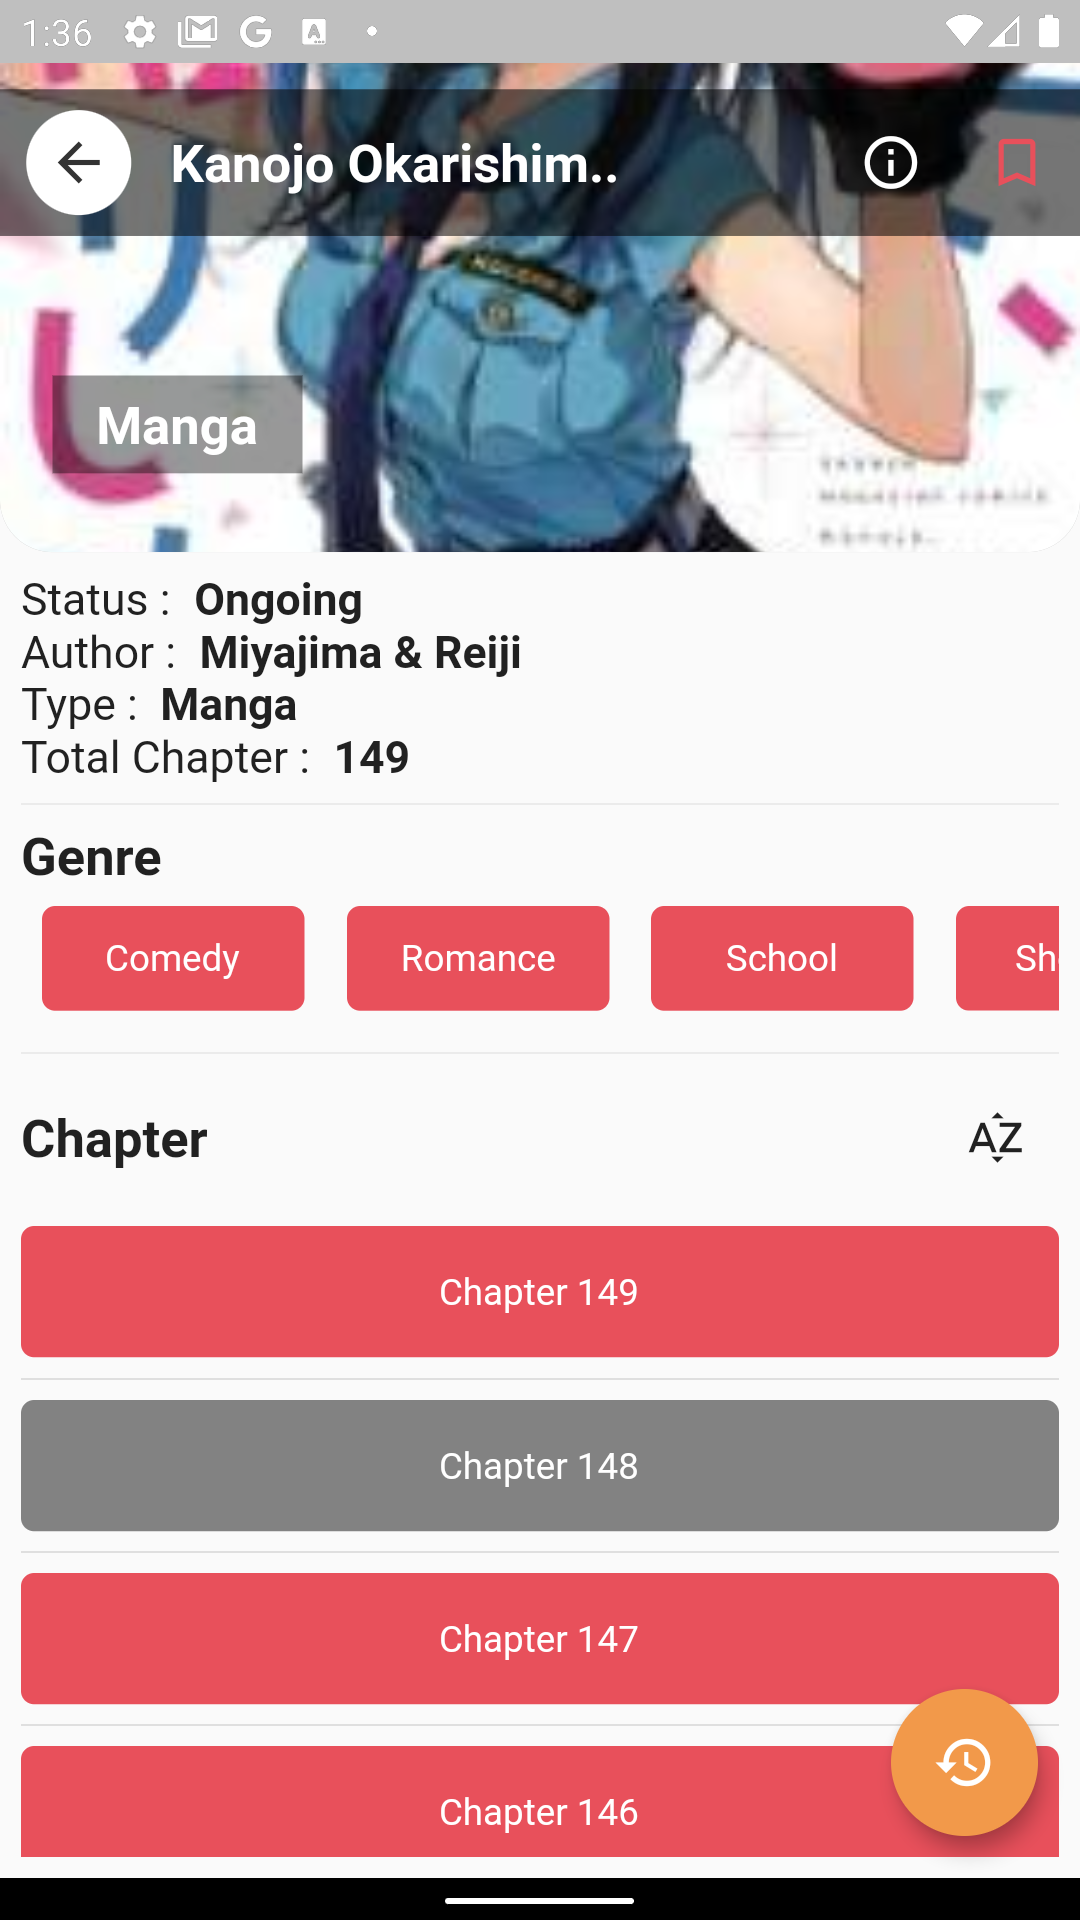 1:36
Kanojo Okarishim..
Manga
Status : Ongoing
Author : Miyajima & Reiji
Type : Manga
Total Chapter : 149
Genre
Comedy Romance School Sh
Chapter
AZ
Chapter 149
Chapter 148
Chapter 147
Chapter 146